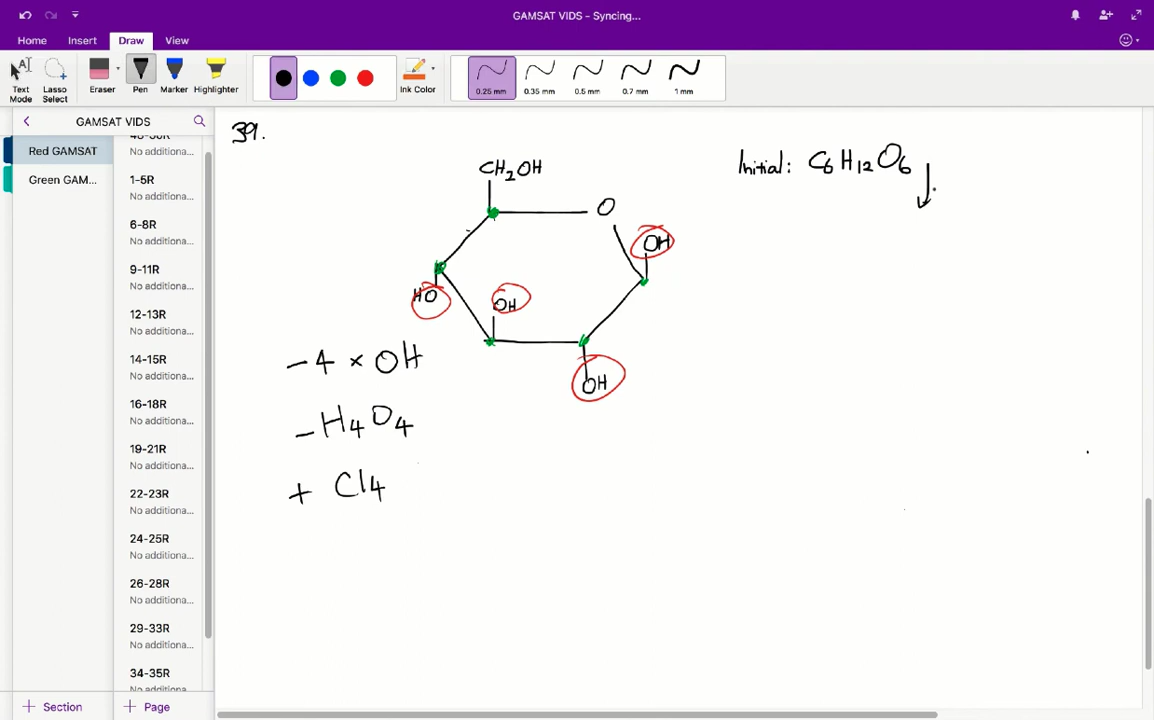 GAMSAT VIDS - Syncing...
Home Insert Draw View
Text Mode
Lasso Select
Eraser
Pen
Marker
Highlighter
Ink Color
0.25 mm
0.35 mm
0.5 mm
0.7 mm
1 mm
GAMSAT VIDS
Red GAMSAT
Green GAM...
No additiona...
1-5R
No additiona...
6-8R
No additiona...
9-11R
No additiona...
12-13R
No additiona...
14-15R
No additiona...
16-18R
No additiona...
19-21R
No additiona...
22-23R
No additiona...
24-25R
No additiona...
26-28R
No additiona...
29-33R
No additiona...
34-35R
No additiona...
+ Section
+ Page
39.
Initial: C6H12O6
CH2OH
O
OH
HO
OH
OH
-4 × OH
-H4O4
+ Cl4